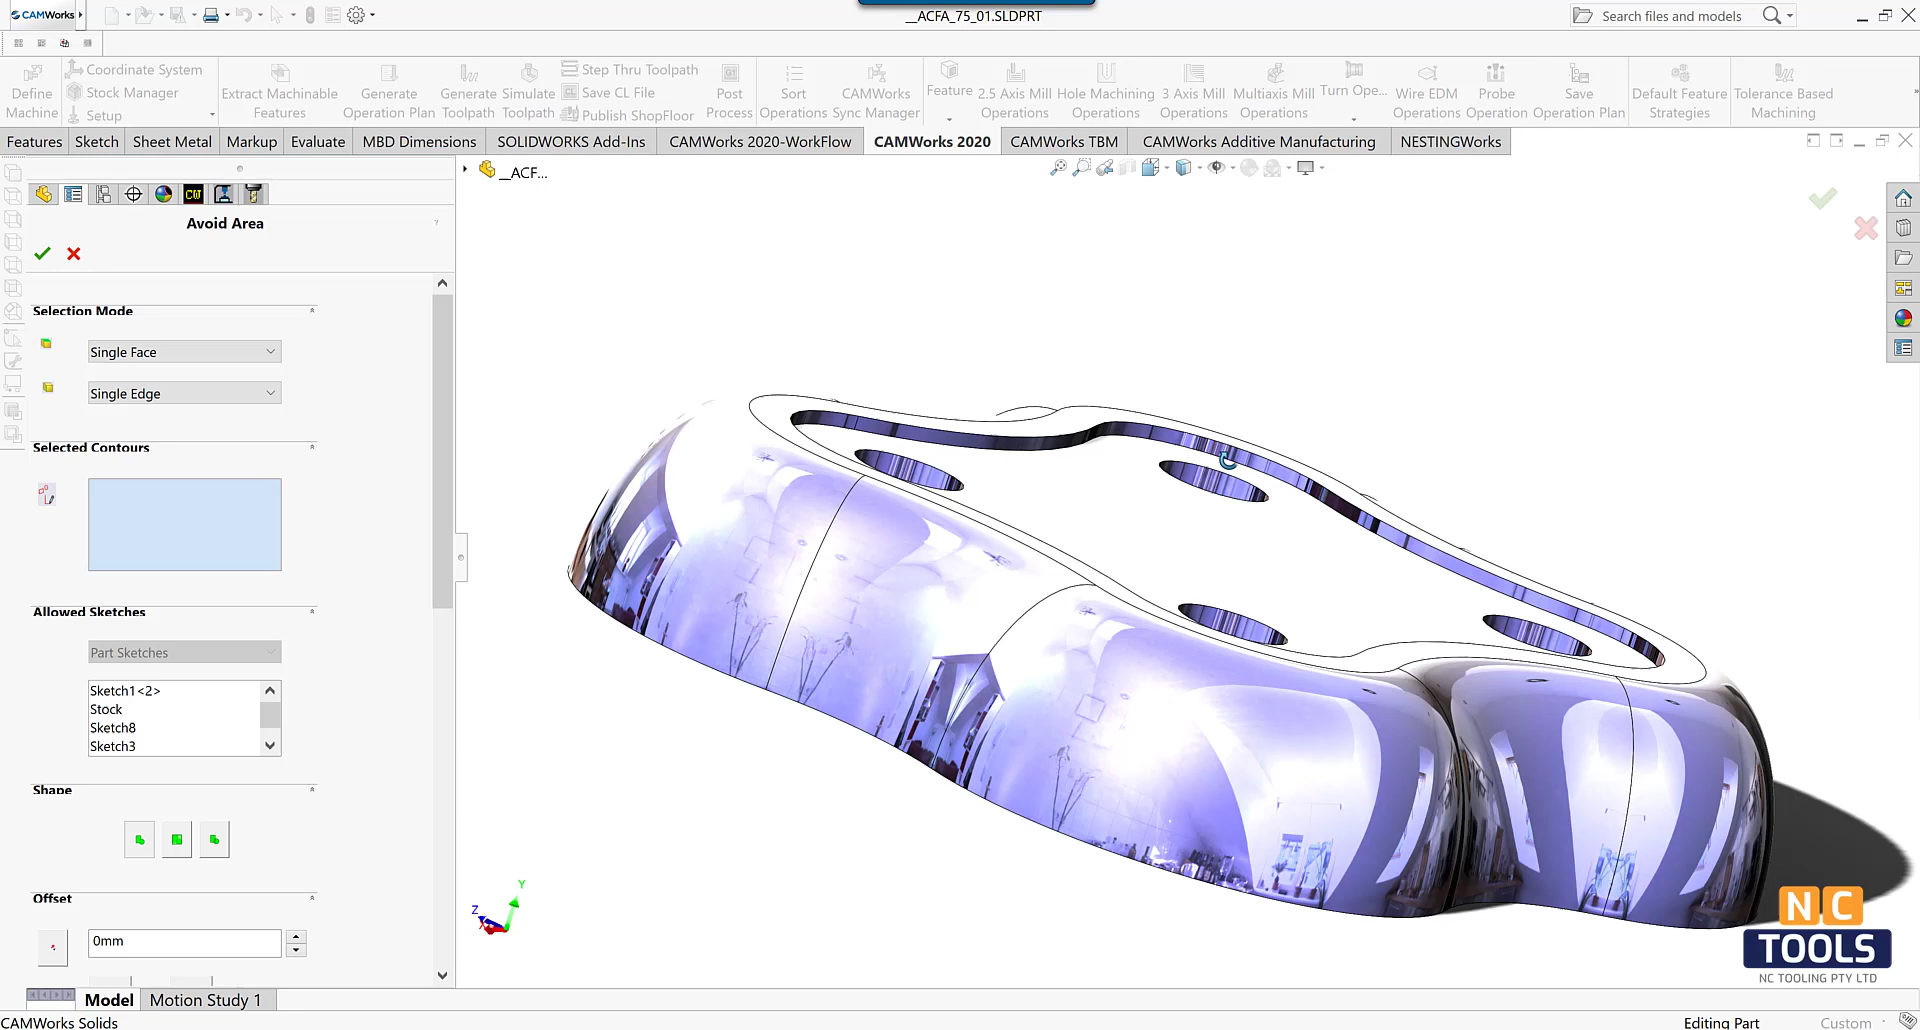 CAMWorks
__ACFA_75_01.SLDPRT
Search files and models
Define
Machine
Coordinate System
Stock Manager
Setup
Extract Machinable
Features
Generate
Operation Plan
Generate
Toolpath
Simulate
Toolpath
Step Thru Toolpath
Save CL File
Publish ShopFloor
Post
Process
Sort
Operations
CAMWorks
Sync Manager
Feature
2.5 Axis Mill
Operations
Hole Machining
Operations
3 Axis Mill
Operations
Multiaxis Mill
Operations
Turn Ope...
Wire EDM
Operation
Probe
Operation
Save
Operation Plan
Default Feature
Strategies
Tolerance Based
Machining
Features
Sketch
Sheet Metal
Markup
Evaluate
MBD Dimensions
SOLIDWORKS Add-Ins
CAMWorks 2020-WorkFlow
CAMWorks 2020
CAMWorks TBM
CAMWorks Additive Manufacturing
NESTINGWorks
__ACF...
CW
Avoid Area
?
Selection Mode
Single Face
Single Edge
Selected Contours
Allowed Sketches
Part Sketches
Sketch1<2>
Stock
Sketch8
Sketch3
Shape
Offset
0mm
Y
Z
X
NC
TOOLS
NC TOOLING PTY LTD
Model
Motion Study 1
CAMWorks Solids
Editing Part
Custom